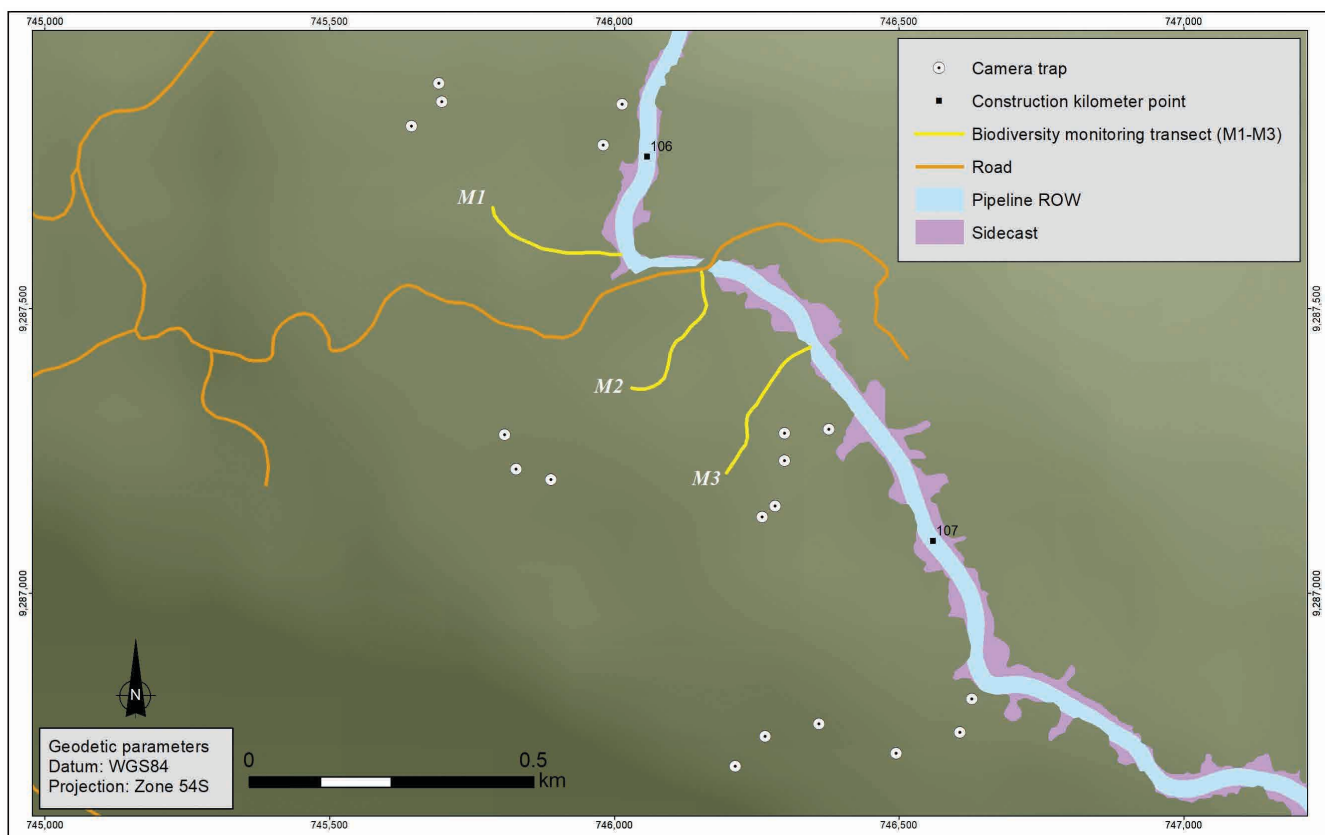 745,000
745,500
746,000
746,500
747,000
Camera trap
Construction kilometer point
Biodiversity monitoring transect (M1-M3)
Road
Pipeline ROW
Sidecast
106
M1
9,287,500
9,287,500
M2
M3
107
9,287,000
9,287,000
N
Geodetic parameters
Datum: WGS84
Projection: Zone 54S
0
0.5
km
745,000
745,500
746,000
746,500
747,000